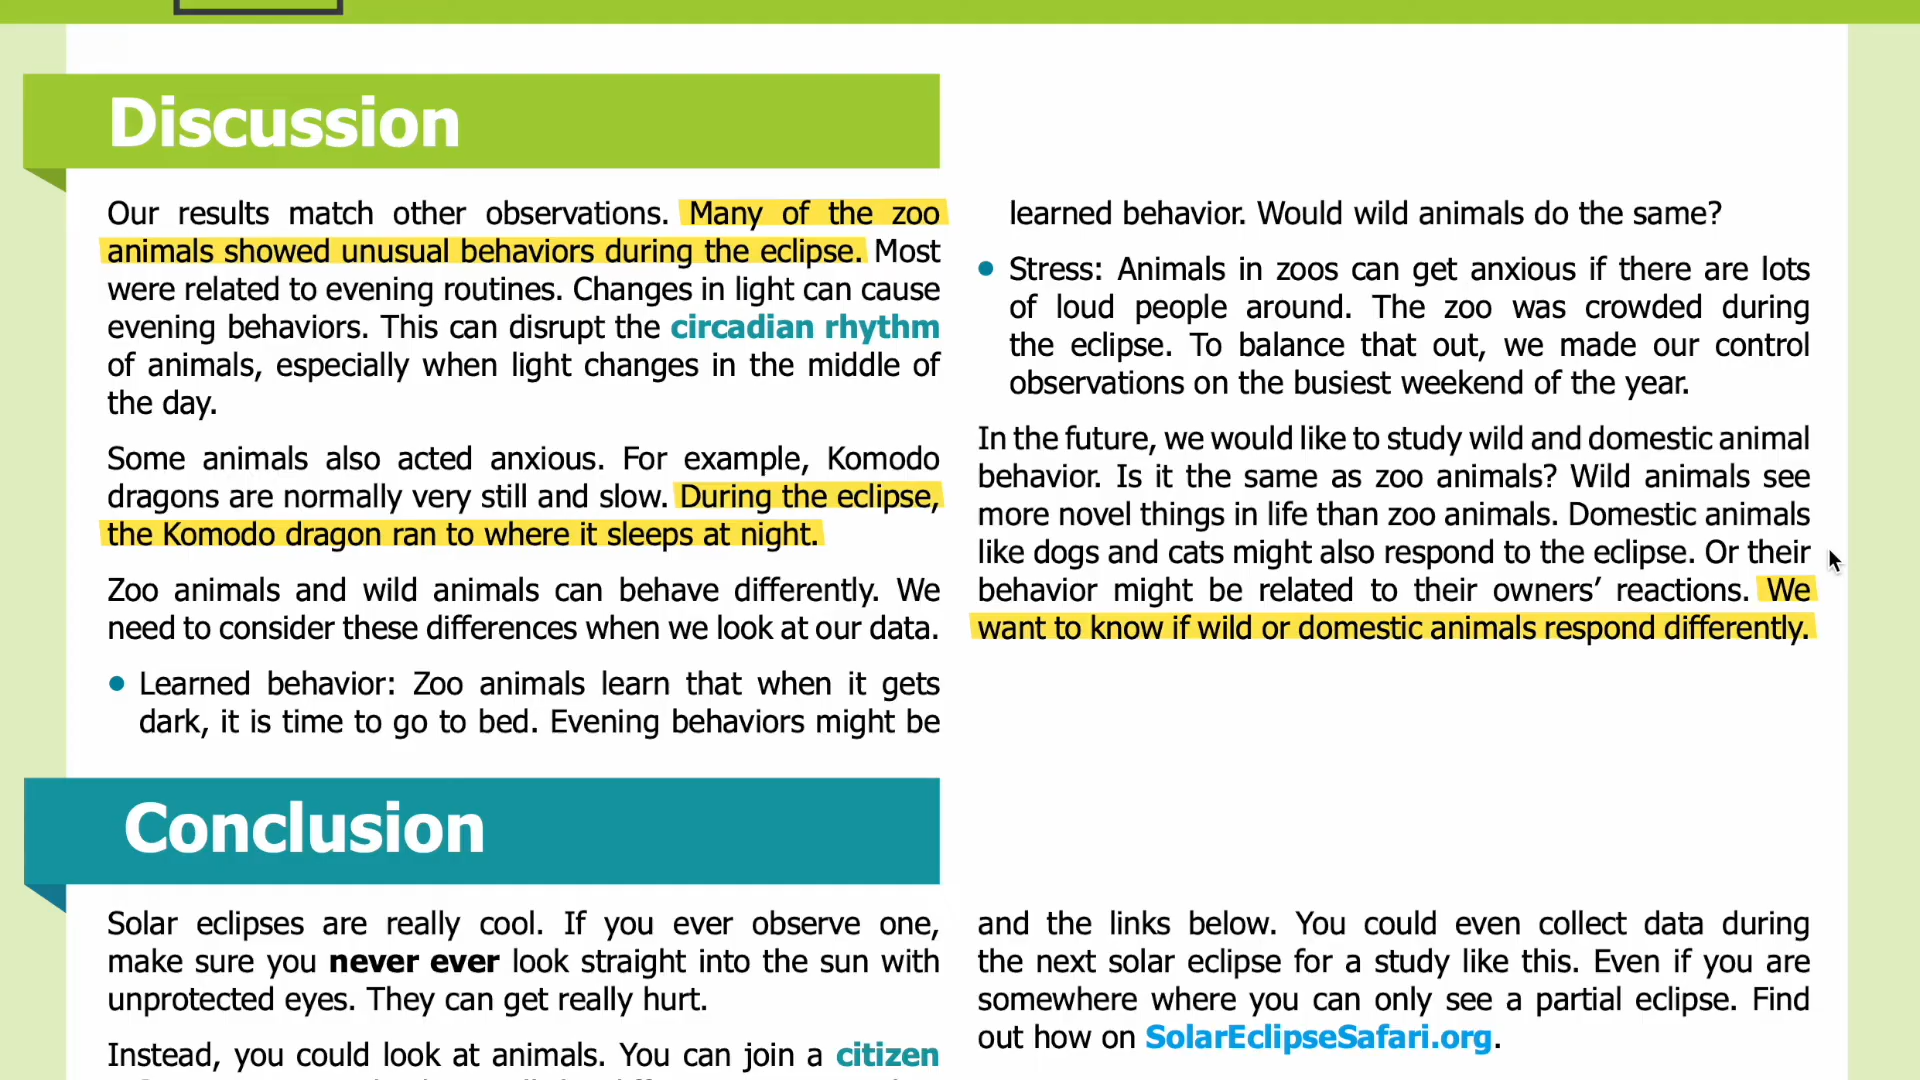 Discussion
Our results match other observations. Many of the zoo
animals showed unusual behaviors during the eclipse. Most
were related to evening routines. Changes in light can cause
evening behaviors. This can disrupt the circadian rhythm
of animals, especially when light changes in the middle of
the day.
Some animals also acted anxious. For example, Komodo
dragons are normally very still and slow. During the eclipse,
the Komodo dragon ran to where it sleeps at night.
Zoo animals and wild animals can behave differently. We
need to consider these differences when we look at our data.
• Learned behavior: Zoo animals learn that when it gets
dark, it is time to go to bed. Evening behaviors might be
learned behavior. Would wild animals do the same?
• Stress: Animals in zoos can get anxious if there are lots
of loud people around. The zoo was crowded during
the eclipse. To balance that out, we made our control
observations on the busiest weekend of the year.
In the future, we would like to study wild and domestic animal
behavior. Is it the same as zoo animals? Wild animals see
more novel things in life than zoo animals. Domestic animals
like dogs and cats might also respond to the eclipse. Or their
behavior might be related to their owners’ reactions. We
want to know if wild or domestic animals respond differently.
Conclusion
Solar eclipses are really cool. If you ever observe one,
make sure you never ever look straight into the sun with
unprotected eyes. They can get really hurt.
Instead, you could look at animals. You can join a citizen
and the links below. You could even collect data during
the next solar eclipse for a study like this. Even if you are
somewhere where you can only see a partial eclipse. Find
out how on SolarEclipseSafari.org.